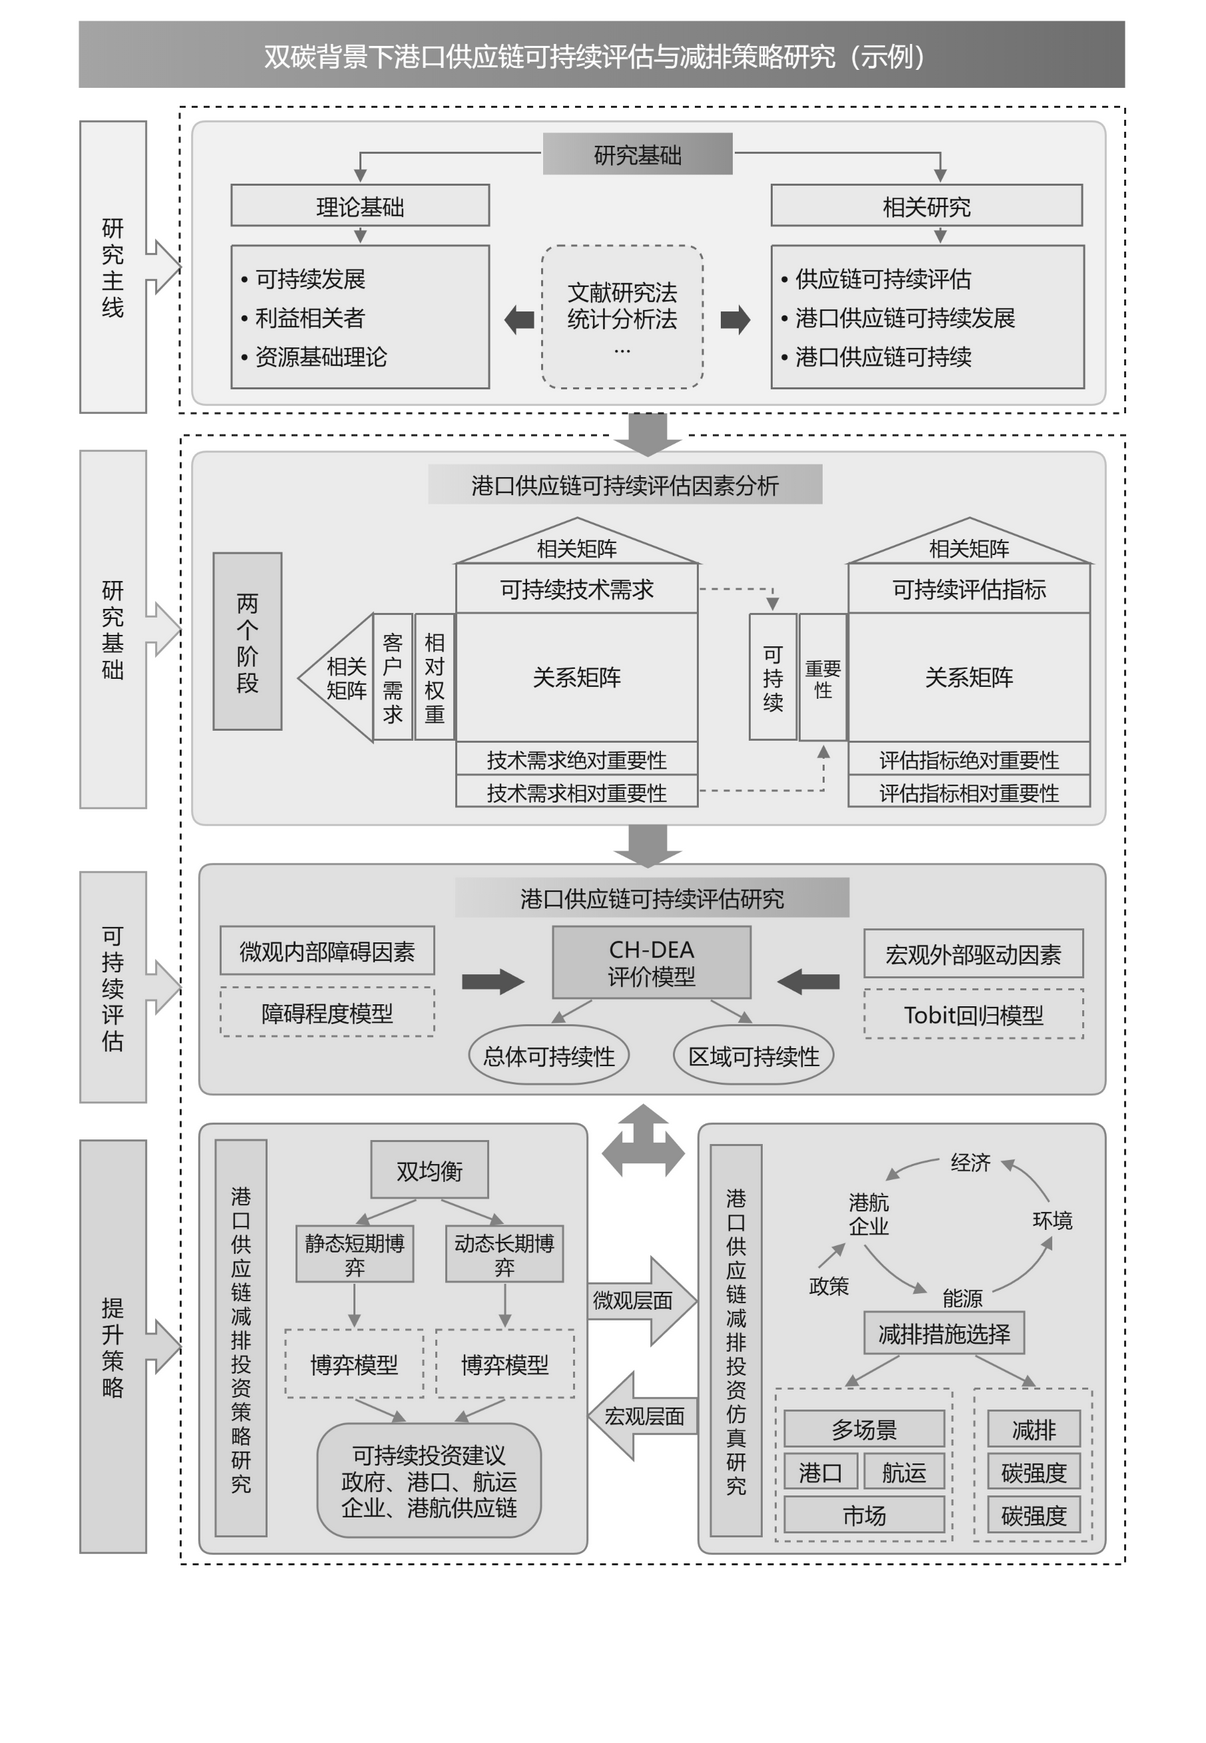 双碳背景下港口供应链可持续评估与减排策略研究（示例）
研究主线
研究基础
理论基础
相关研究
• 可持续发展
• 利益相关者
• 资源基础理论
文献研究法
统计分析法
...
• 供应链可持续评估
• 港口供应链可持续发展
• 港口供应链可持续
研究基础
港口供应链可持续评估因素分析
两个阶段
相关
矩阵
客户需求
相对权重
相关矩阵
可持续技术需求
关系矩阵
技术需求绝对重要性
技术需求相对重要性
可持续
重要
性
相关矩阵
可持续评估指标
关系矩阵
评估指标绝对重要性
评估指标相对重要性
可持续评估
港口供应链可持续评估研究
微观内部障碍因素
障碍程度模型
CH-DEA
评价模型
总体可持续性
区域可持续性
宏观外部驱动因素
Tobit回归模型
提升策略
港口供应链减排投资策略研究
双均衡
静态短期博
弈
动态长期博
弈
博弈模型
博弈模型
可持续投资建议
政府、港口、航运
企业、港航供应链
微观层面
宏观层面
港口供应链减排投资仿真研究
经济
港航
企业
环境
政策
能源
减排措施选择
多场景
港口
航运
市场
减排
碳强度
碳强度